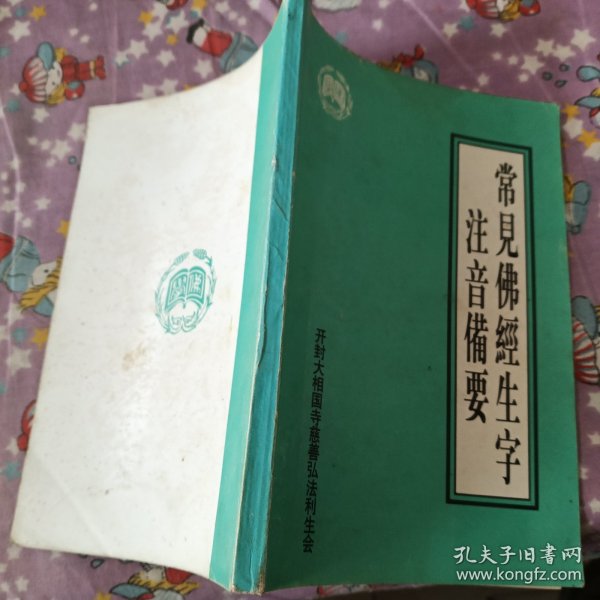 常見佛經生字
注音備要
开封大相国寺慈善弘法利生会
孔夫子旧书网
www.kongfz.com